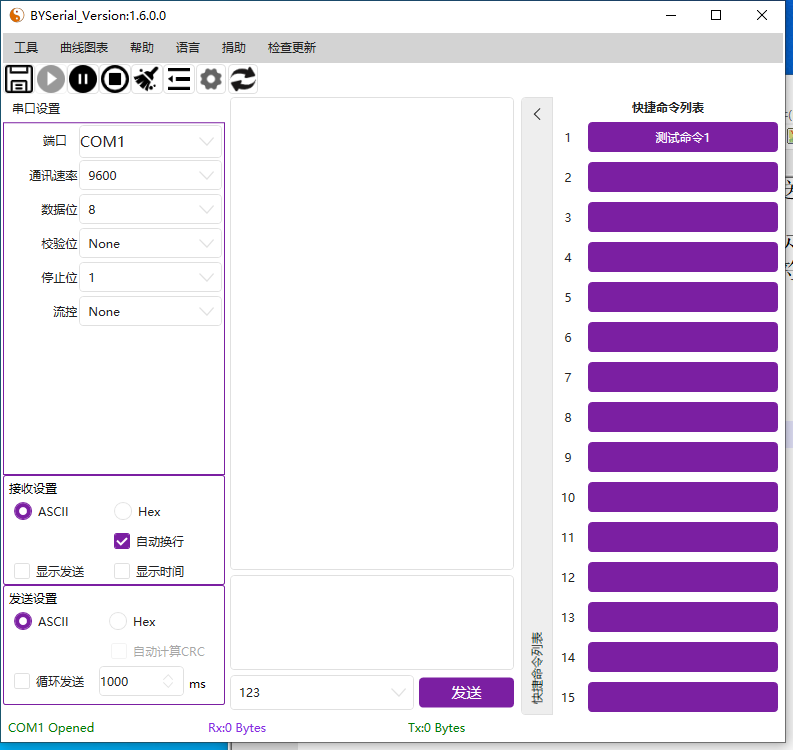 BYSerial_Version:1.6.0.0
工具 曲线图表 帮助 语言 捐助 检查更新
串口设置
端口 COM1
通讯速率 9600
数据位 8
校验位 None
停止位 1
流控 None
接收设置
ASCII Hex
自动换行
显示发送 显示时间
发送设置
ASCII Hex
自动计算CRC
循环发送 1000 ms
123 发送
快捷命令列表
快捷命令列表
1 测试命令1
2
3
4
5
6
7
8
9
10
11
12
13
14
15
COM1 Opened Rx:0 Bytes Tx:0 Bytes